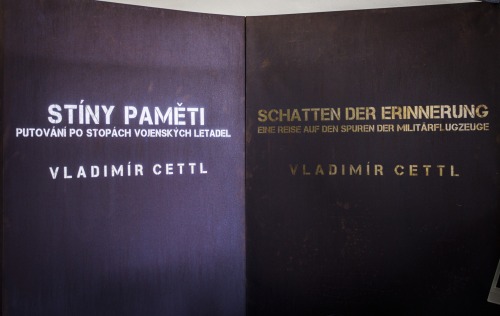 STÍNY PAMĚTI
PUTOVÁNÍ PO STOPÁCH VOJENSKÝCH LETADEL
VLADIMÍR CETTL
SCHATTEN DER ERINNERUNG
EINE REISE AUF DEN SPUREN DER MILITÄRFLUGZEUGE
VLADIMÍR CETTL